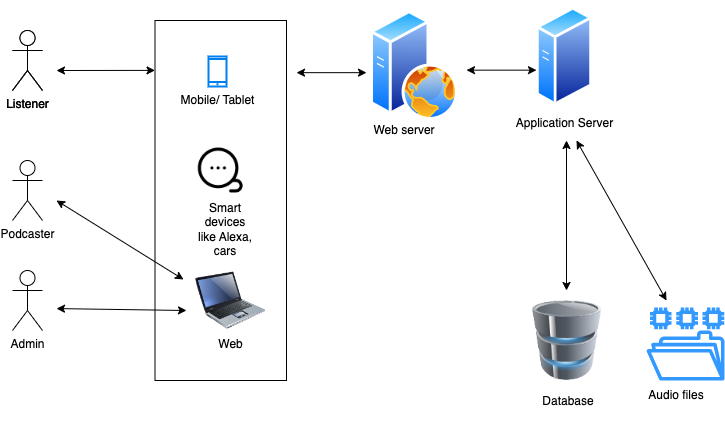 Listener
Mobile/ Tablet
Web server
Application Server
Podcaster
Smart
devices
like Alexa,
cars
Admin
Web
Database
Audio files